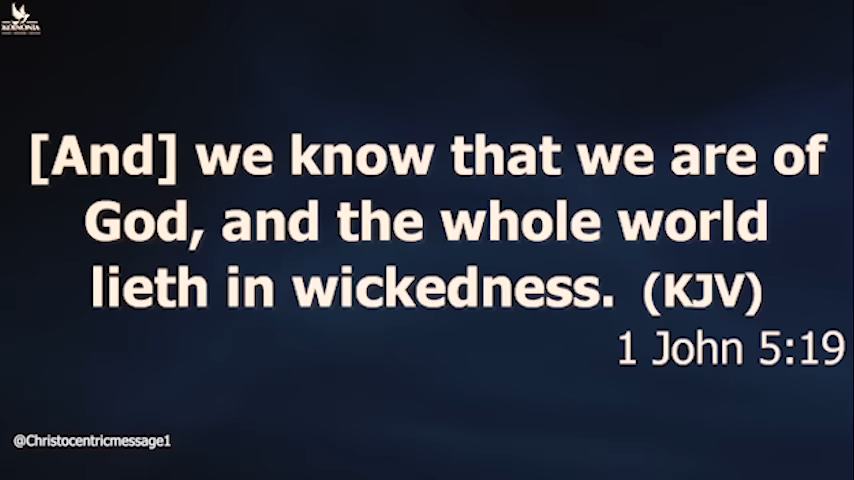 KOINONIA
[And] we know that we are of
God, and the whole world
lieth in wickedness. (KJV)
1 John 5:19
@Christocentricmessage1